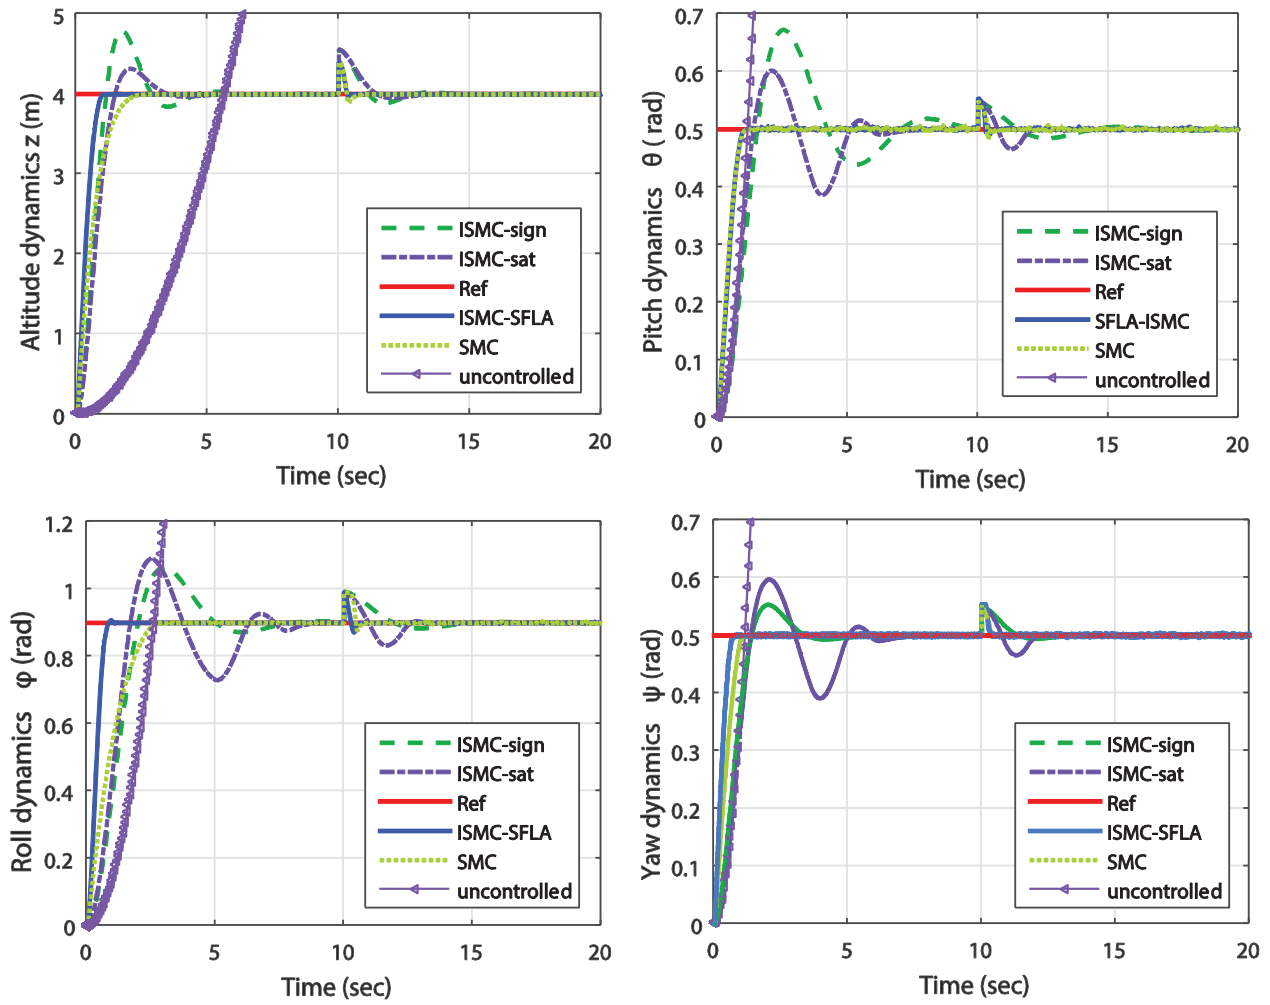 5
4
3
2
1
0
0
5
10
15
20
Altitude dynamics z (m)
Time (sec)
ISMC-sign
ISMC-sat
Ref
ISMC-SFLA
SMC
uncontrolled
0.7
0.6
0.5
0.4
0.3
0.2
0.1
0
0
5
10
15
20
Pitch dynamics θ ( rad)
Time (sec)
ISMC-sign
ISMC-sat
Ref
SFLA-ISMC
SMC
uncontrolled
1.2
1
0.8
0.6
0.4
0.2
0
0
5
10
15
20
Roll dynamics φ (rad)
Time (sec)
ISMC-sign
ISMC-sat
Ref
ISMC-SFLA
SMC
uncontrolled
0.7
0.6
0.5
0.4
0.3
0.2
0.1
0
0
5
10
15
20
Yaw dynamics ψ (rad)
Time (sec)
ISMC-sign
ISMC-sat
Ref
ISMC-SFLA
SMC
uncontrolled